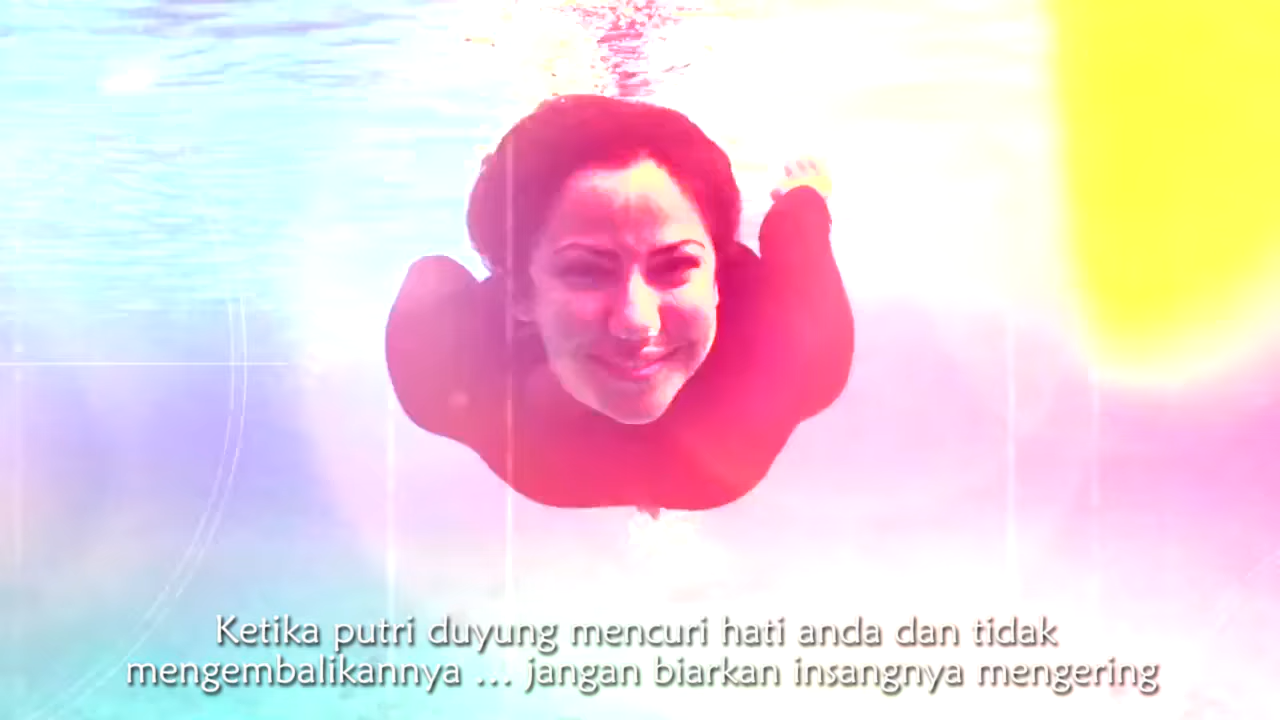 Ketika putri duyung mencuri hati anda dan tidak
mengembalikannya ... jangan biarkan insangnya mengering